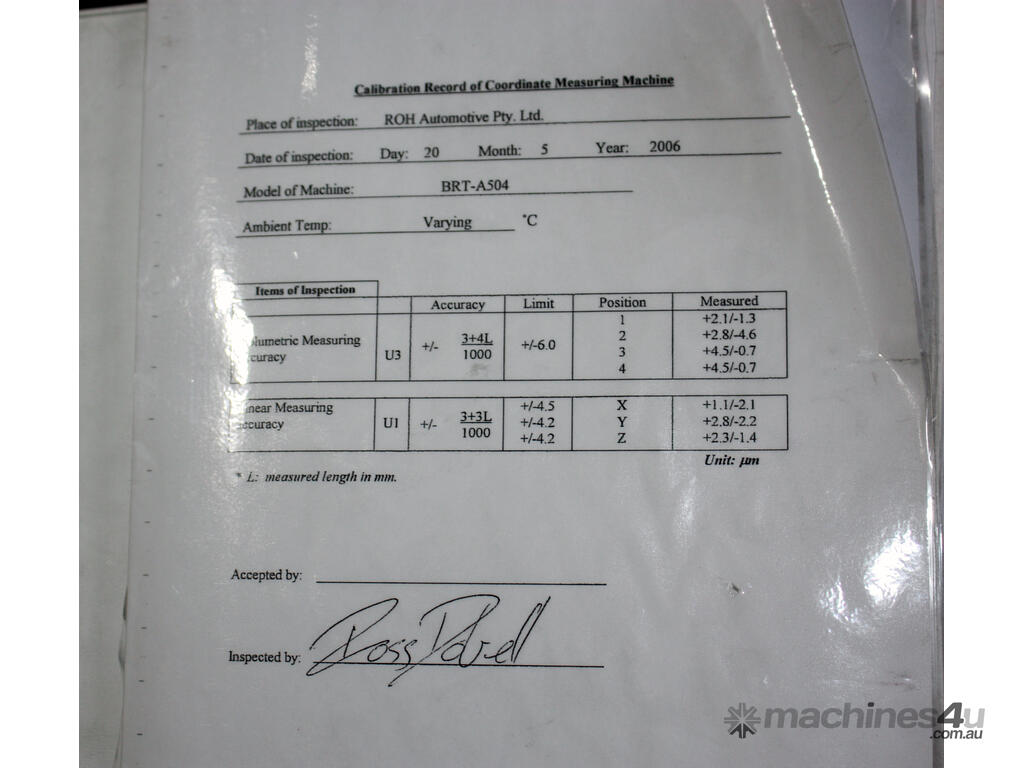 Calibration Record of Coordinate Measuring Machine
Place of inspection: ROH Automotive Pty. Ltd.
Date of inspection: Day: 20 Month: 5 Year: 2006
Model of Machine: BRT-A504
Ambient Temp: Varying °C
Items of Inspection
Accuracy Limit Position Measured
Measuring U3 +/- 3+4L 1000 +/-6.0 1 +2.1/-1.3
2 +2.8/-4.6
3 +4.5/-0.7
4 +4.5/-0.7
Measuring U1 +/- 3+3L 1000 +/-4.5 X +1.1/-2.1
+/-4.2 Y +2.8/-2.2
+/-4.2 Z +2.3/-1.4
Unit: µm
* L: measured length in mm.
Accepted by:
Inspected by: Ross
machines4u
.com.au